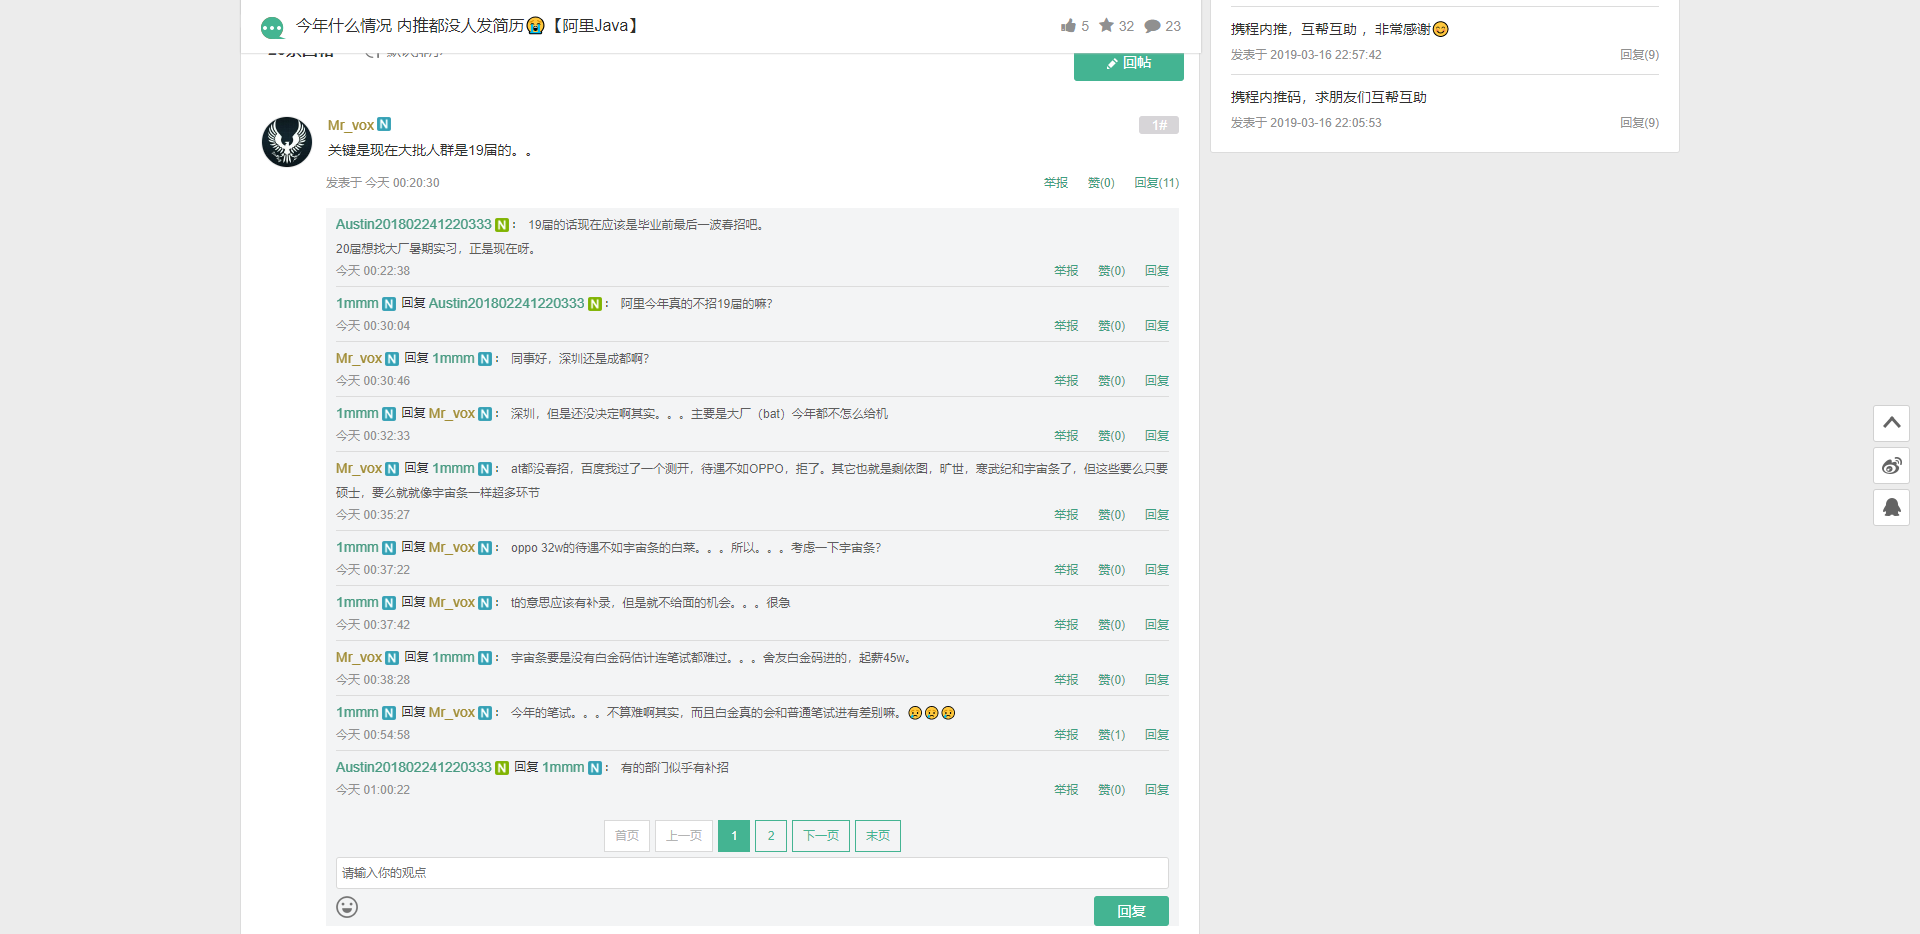 今年什么情况 内推都没人发简历😭【阿里Java】
5 32 23
回帖
Mr_vox N
1#
关键是现在大批人群是19届的。。
发表于 今天 00:20:30
举报 赞(0) 回复(11)
Austin201802241220333 N： 19届的话现在应该是毕业前最后一波春招吧。
20届想找大厂暑期实习，正是现在呀。
今天 00:22:38
举报 赞(0) 回复
1mmm N 回复 Austin201802241220333 N： 阿里今年真的不招19届的嘛?
今天 00:30:04
举报 赞(0) 回复
Mr_vox N 回复 1mmm N： 同事好，深圳还是成都啊?
今天 00:30:46
举报 赞(0) 回复
1mmm N 回复 Mr_vox N： 深圳，但是还没决定啊其实。。。主要是大厂（bat）今年都不怎么给机
今天 00:32:33
举报 赞(0) 回复
Mr_vox N 回复 1mmm N： at都没春招，百度我过了一个测开，待遇不如OPPO，拒了。其它也就是剩依图，旷世，寒武纪和宇宙条了，但这些要么只要
硕士，要么就就像宇宙条一样超多环节
今天 00:35:27
举报 赞(0) 回复
1mmm N 回复 Mr_vox N： oppo 32w的待遇不如宇宙条的白菜。。。所以。。。考虑一下宇宙条?
今天 00:37:22
举报 赞(0) 回复
1mmm N 回复 Mr_vox N： t的意思应该有补录，但是就不给面的机会。。。很急
今天 00:37:42
举报 赞(0) 回复
Mr_vox N 回复 1mmm N： 宇宙条要是没有白金码估计连笔试都难过。。。舍友白金码进的，起薪45w。
今天 00:38:28
举报 赞(0) 回复
1mmm N 回复 Mr_vox N： 今年的笔试。。。不算难啊其实，而且白金真的会和普通笔试进有差别嘛。😢😢😢
今天 00:54:58
举报 赞(1) 回复
Austin201802241220333 N 回复 1mmm N： 有的部门似乎有补招
今天 01:00:22
举报 赞(0) 回复
首页 上一页 1 2 下一页 末页
请输入你的观点
回复
携程内推，互帮互助 ，非常感谢😊
发表于 2019-03-16 22:57:42
回复(9)
携程内推码，求朋友们互帮互助
发表于 2019-03-16 22:05:53
回复(9)